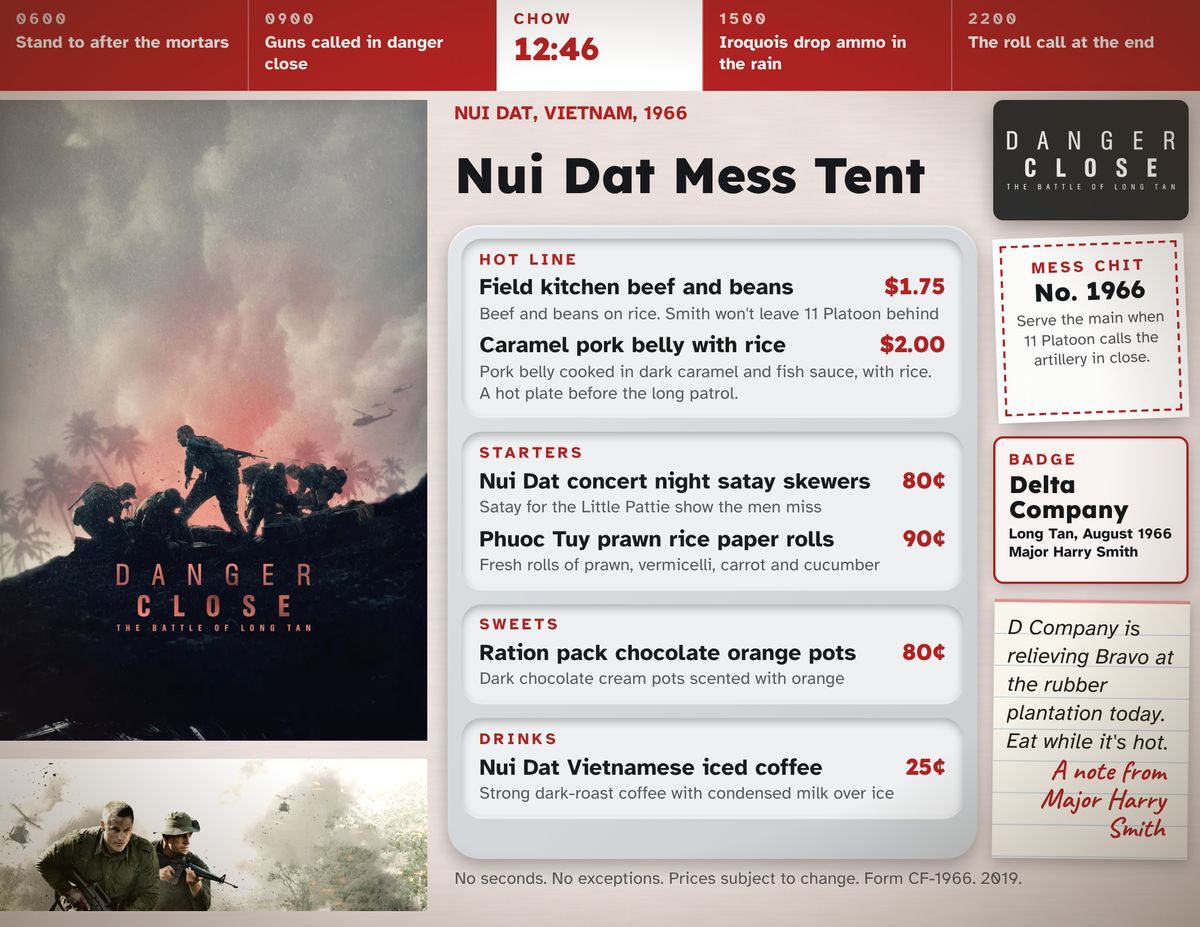 0600
Stand to after the mortars
0900
Guns called in danger
close
CHOW
12:46
1500
Iroquois drop ammo in
the rain
2200
The roll call at the end
DANGER
CLOSE
THE BATTLE OF LONG TAN
NUI DAT, VIETNAM, 1966
Nui Dat Mess Tent
HOT LINE
Field kitchen beef and beans $1.75
Beef and beans on rice. Smith won't leave 11 Platoon behind
Caramel pork belly with rice $2.00
Pork belly cooked in dark caramel and fish sauce, with rice.
A hot plate before the long patrol.
STARTERS
Nui Dat concert night satay skewers 80¢
Satay for the Little Pattie show the men miss
Phuoc Tuy prawn rice paper rolls 90¢
Fresh rolls of prawn, vermicelli, carrot and cucumber
SWEETS
Ration pack chocolate orange pots 80¢
Dark chocolate cream pots scented with orange
DRINKS
Nui Dat Vietnamese iced coffee 25¢
Strong dark-roast coffee with condensed milk over ice
No seconds. No exceptions. Prices subject to change. Form CF-1966. 2019.
DANGER
CLOSE
THE BATTLE OF LONG TAN
MESS CHIT
No. 1966
Serve the main when
11 Platoon calls the
artillery in close.
BADGE
Delta
Company
Long Tan, August 1966
Major Harry Smith
D Company is
relieving Bravo at
the rubber
plantation today.
Eat while it's hot.
A note from
Major Harry
Smith